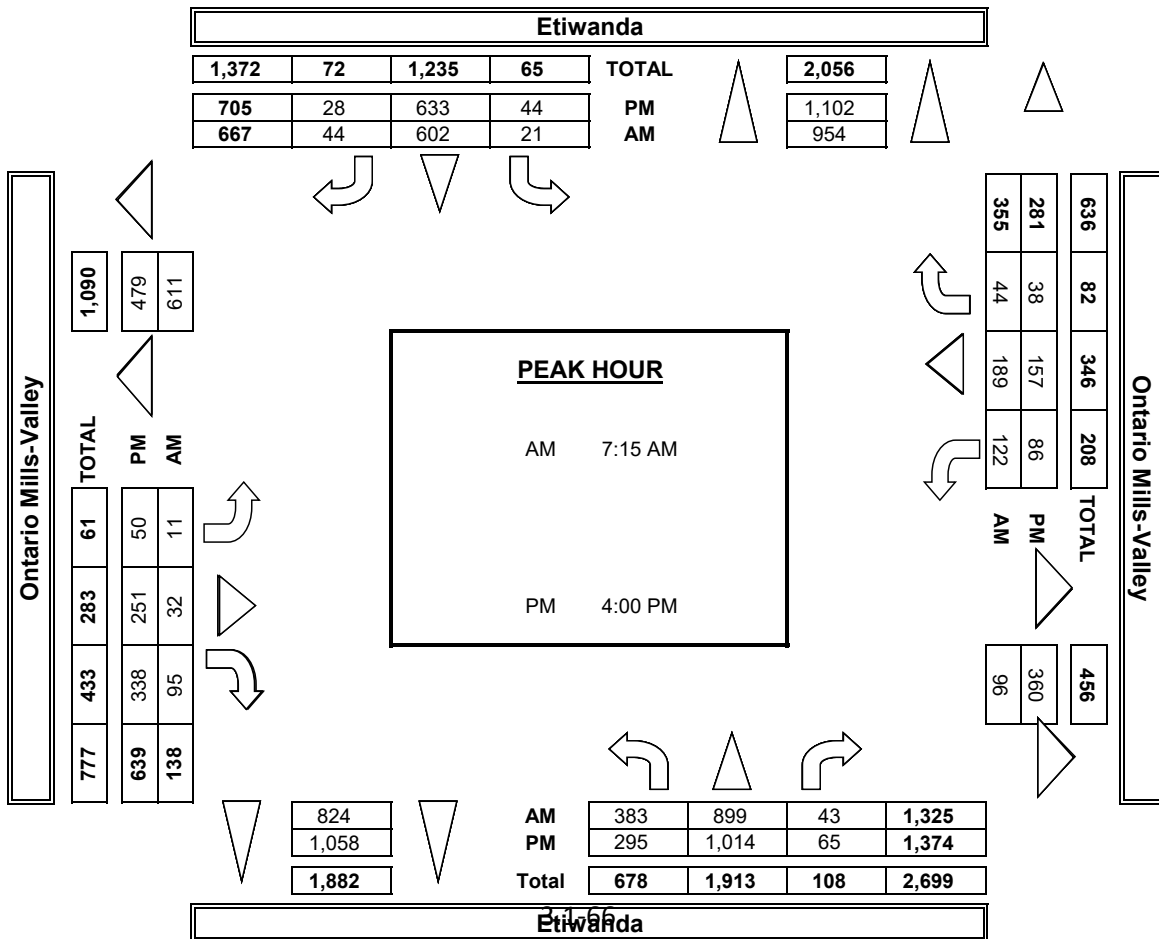 Etiwanda
1,372 72 1,235 65 TOTAL 2,056
705 28 633 44 PM 1,102
667 44 602 21 AM 954
Ontario Mills-Valley
777 433 283 61 TOTAL 1,090
639 338 251 50 PM 479
138 95 32 11 AM 611
PEAK HOUR
AM 7:15 AM
PM 4:00 PM
Ontario Mills-Valley
636 82 346 208 TOTAL 456
281 38 157 86 PM 360
355 44 189 122 AM 96
824 AM 383 899 43 1,325
1,058 PM 295 1,014 65 1,374
1,882 Total 678 1,913 108 2,699
Etiwanda
3.1-66